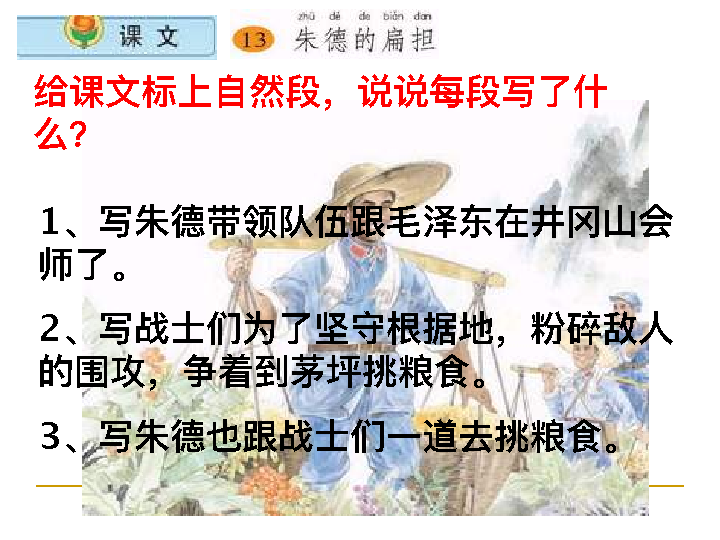 课文
zhū dé de biǎn dan
13 朱德的扁担
给课文标上自然段，说说每段写了什
么？
1、写朱德带领队伍跟毛泽东在井冈山会
师了。
2、写战士们为了坚守根据地，粉碎敌人
的围攻，争着到茅坪挑粮食。
3、写朱德也跟战士们一道去挑粮食。